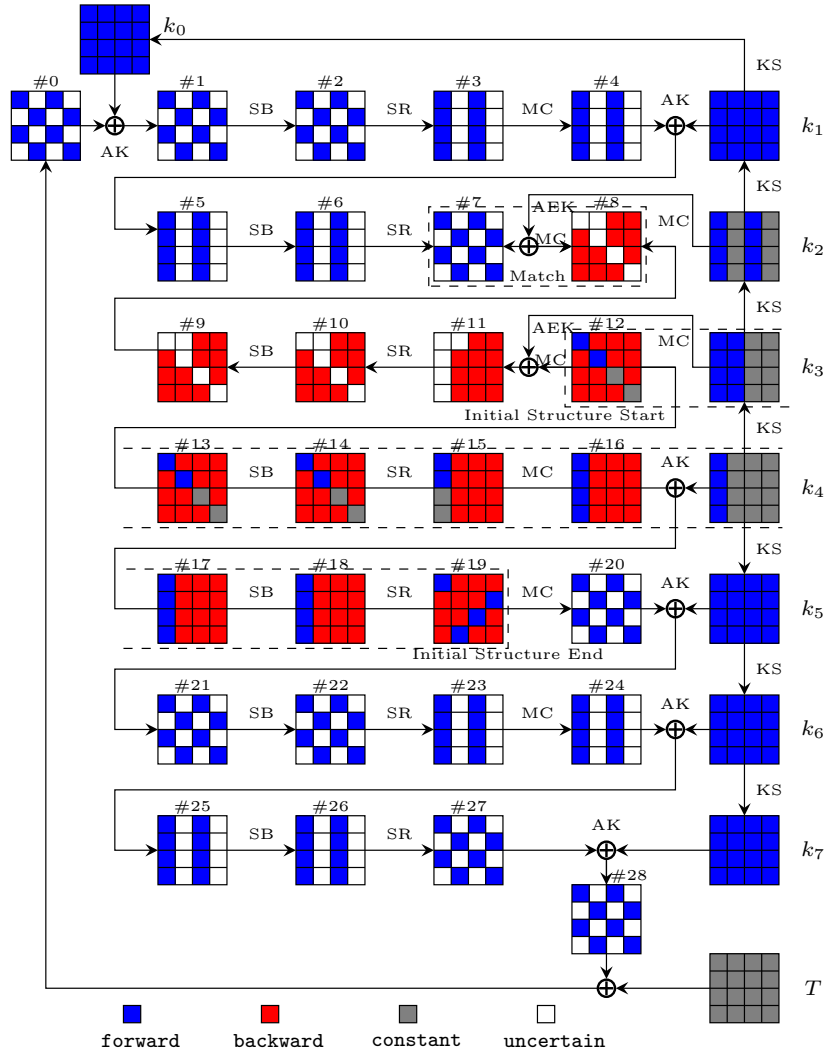 k0
#0 #1 #2 #3 #4 KS
SB SR MC AK k1
AK
#5 #6 #7 #8 KS
SB SR AEK MC k2
MC
Match
#9 #10 #11 #12 KS
SB SR AEK MC k3
MC
Initial Structure Start
#13 #14 #15 #16 KS
SB SR MC AK k4
#17 #18 #19 #20 KS
SB SR MC AK k5
Initial Structure End
#21 #22 #23 #24 KS
SB SR MC AK k6
#25 #26 #27 KS
SB SR AK k7
#28
T
forward backward constant uncertain